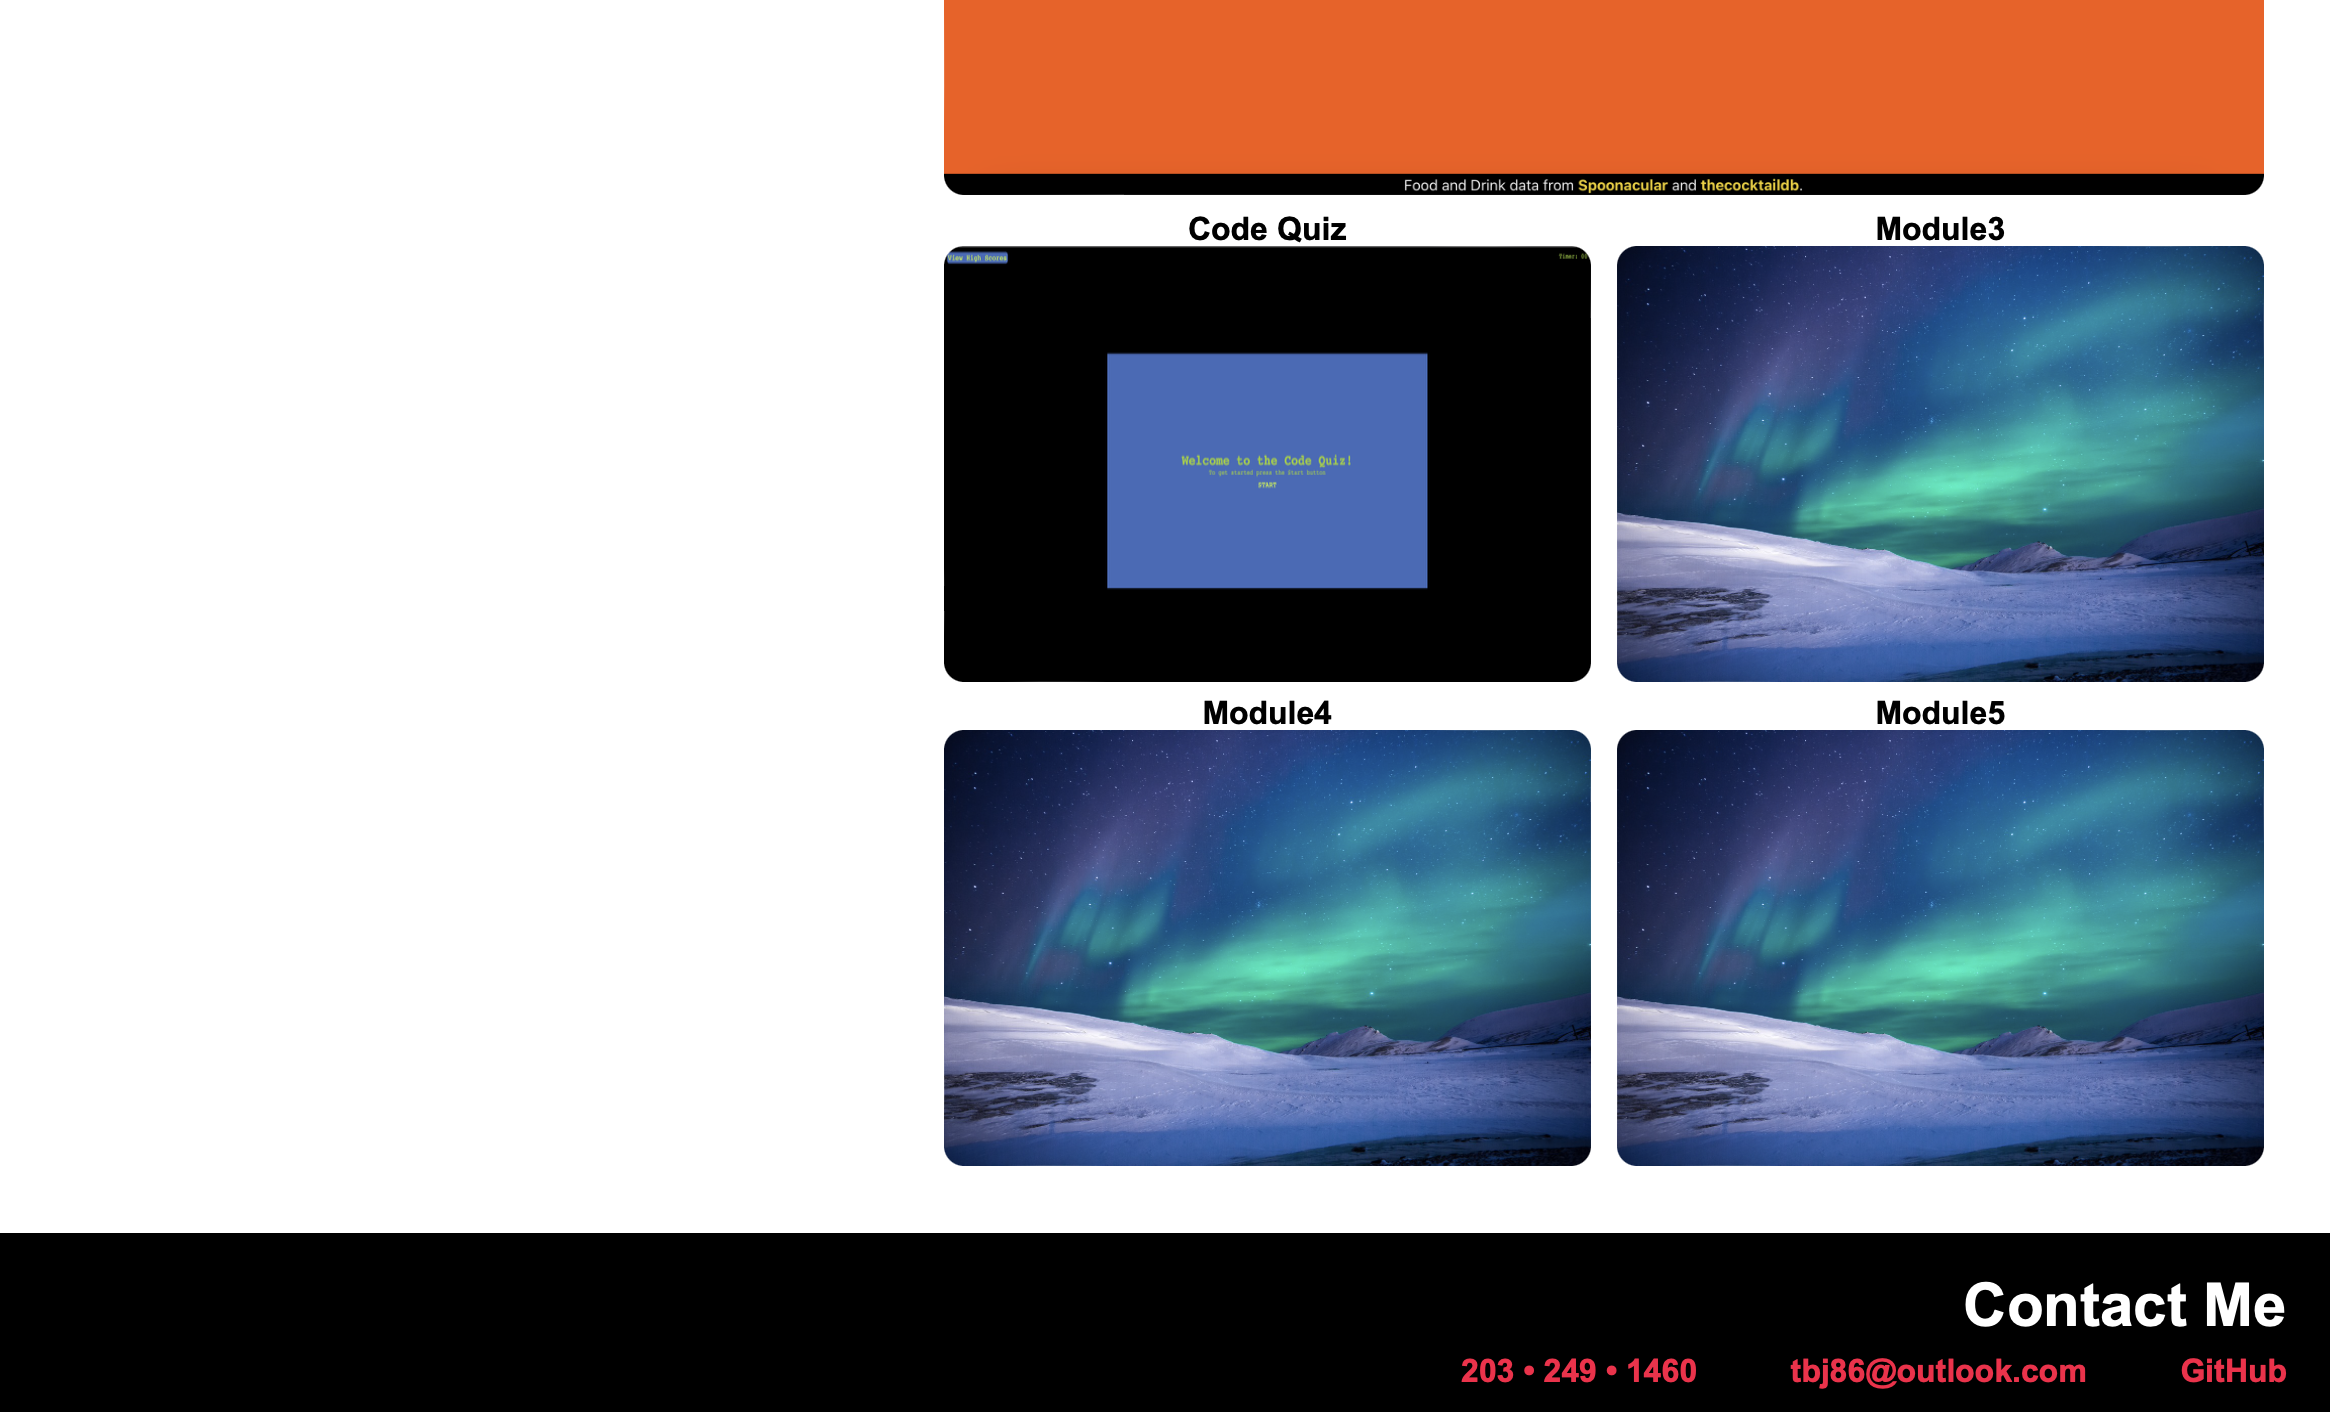 Food and Drink data from Spoonacular and thecocktaildb.
Code Quiz
Module3
View High Scores
Timer: 60
Welcome to the Code Quiz!
To get started press the Start button
START
Module4
Module5
Contact Me
203 • 249 • 1460
tbj86@outlook.com
GitHub